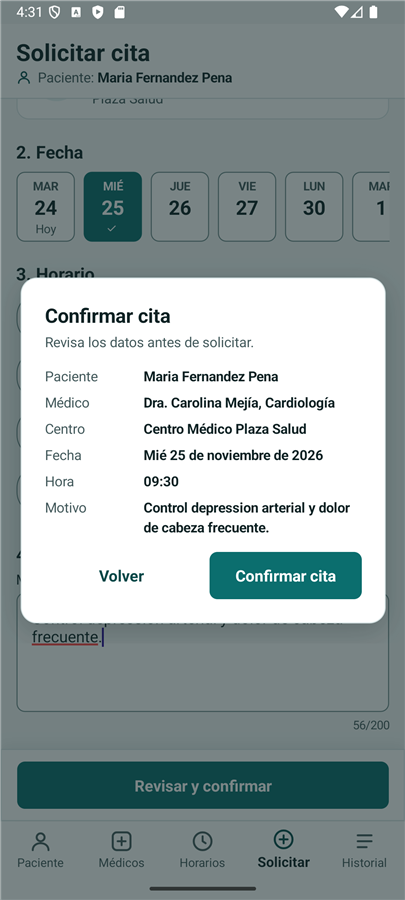 4:31
Solicitar cita
Paciente: Maria Fernandez Pena
Plaza Salud
2. Fecha
MAR
24
Hoy
MIÉ
25
JUE
26
VIE
27
LUN
30
MAR
1
3. Horario
Confirmar cita
Revisa los datos antes de solicitar.
Paciente Maria Fernandez Pena
Médico Dra. Carolina Mejía, Cardiología
Centro Centro Médico Plaza Salud
Fecha Mié 25 de noviembre de 2026
Hora 09:30
Motivo Control depression arterial y dolor
de cabeza frecuente.
Volver Confirmar cita
frecuente.
56/200
Revisar y confirmar
Paciente Médicos Horarios Solicitar Historial